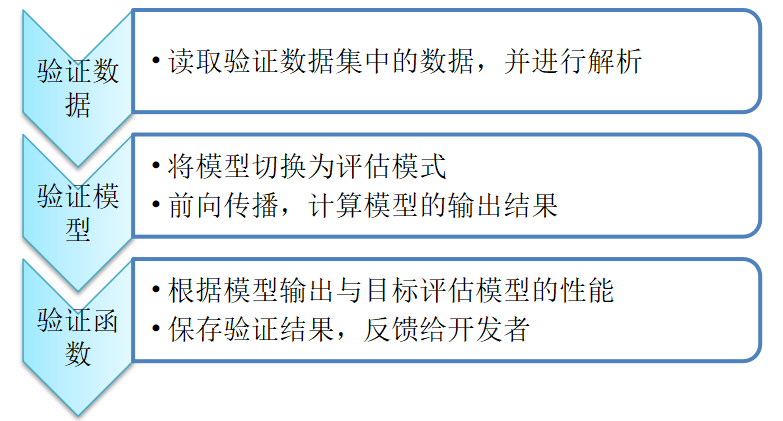 验证数
据
• 读取验证数据集中的数据，并进行解析
验证模
型
• 将模型切换为评估模式
• 前向传播，计算模型的输出结果
验证函
数
• 根据模型输出与目标评估模型的性能
• 保存验证结果，反馈给开发者